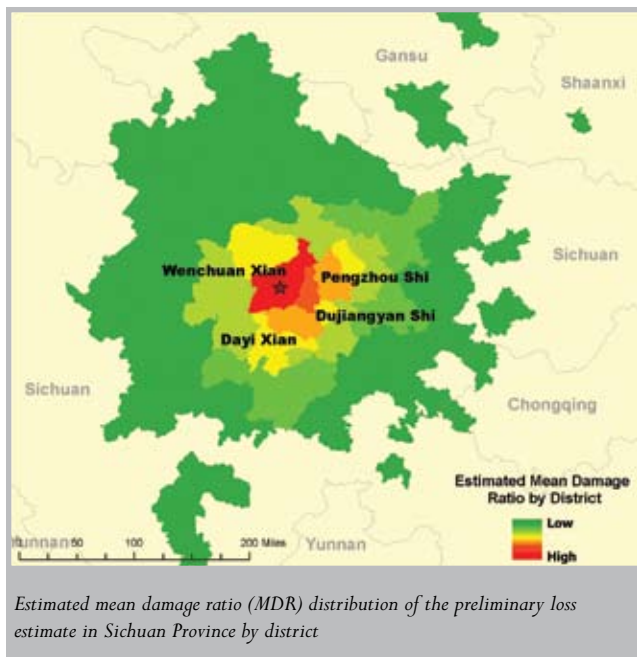 Gansu
Shaanxi
Wenchuan Xian
Pengzhou Shi
Sichuan
Dujiangyan Shi
Dayi Xian
Sichuan
Chongqing
Estimated Mean Damage
Ratio by District
Low
High
Yunnan
0 50 100 200 Miles
Yunnan
Estimated mean damage ratio (MDR) distribution of the preliminary loss
estimate in Sichuan Province by district